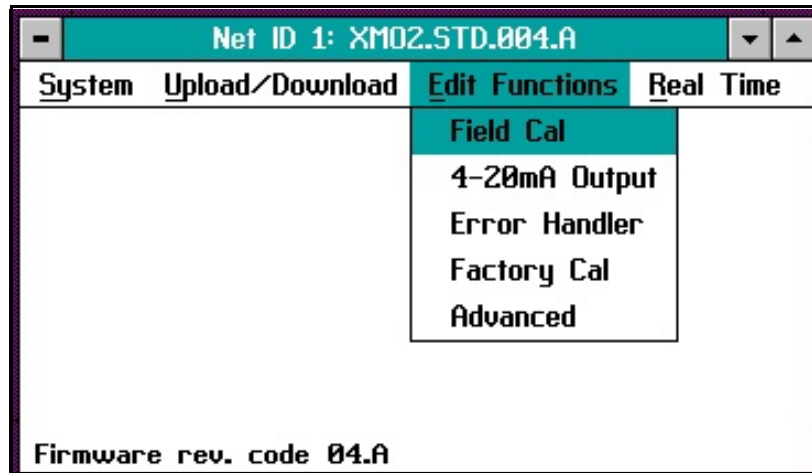 Net ID 1: XMO2.STD.004.A
System Upload/Download Edit Functions Real Time
Field Cal
4-20mA Output
Error Handler
Factory Cal
Advanced
Firmware rev. code 04.A